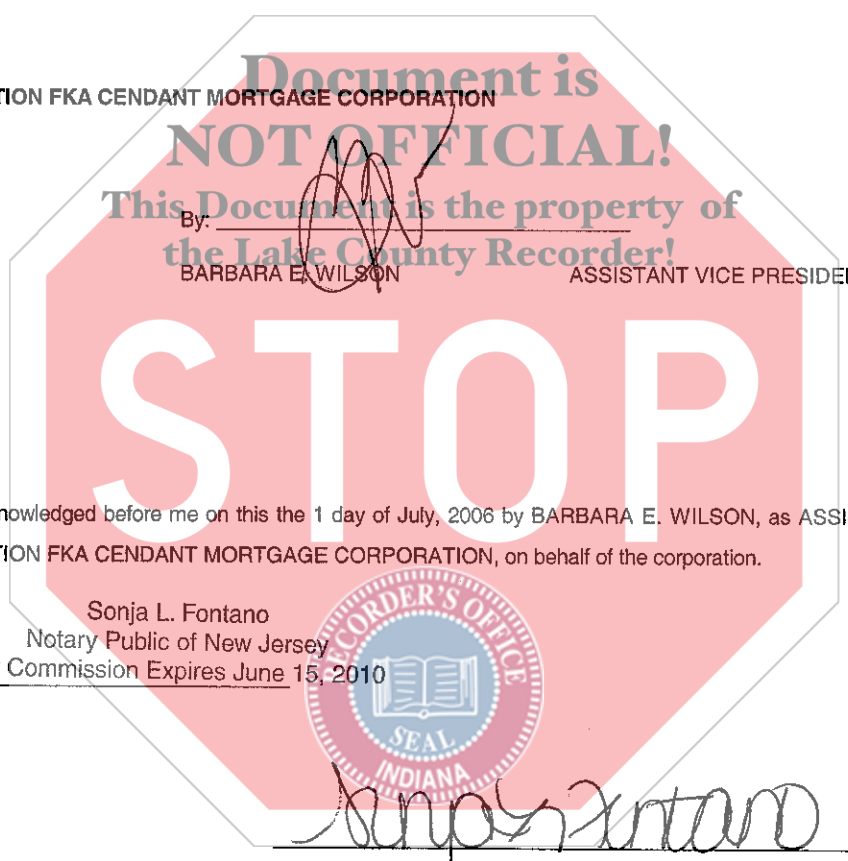 Document is
TION FKA CENDANT MORTGAGE CORPORATION
NOT OFFICIAL!
This Document is the property of
By:
the Lake County Recorder!
BARBARA E. WILSON ASSISTANT VICE PRESIDE
STOP
nowledged before me on this the 1 day of July, 2006 by BARBARA E. WILSON, as ASSI
TION FKA CENDANT MORTGAGE CORPORATION, on behalf of the corporation.
RECORDER'S OFFICE
Sonja L. Fontano
Notary Public of New Jersey
Commission Expires June 15, 2010
SEAL
INDIANA
Sonja L Fontano